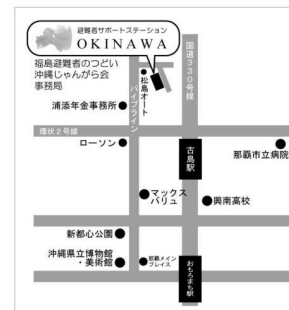 避難者サポートステーション
OKINAWA
福島避難者のつどい
沖縄じゃんがら会
事務局
松島オート
パイプライン
国道330号線
浦添年金事務所
環状2号線
ローソン
古島駅
那覇市立病院
マックス
バリュ
興南高校
新都心公園
沖縄県立博物館
・美術館
那覇メイン
プレイス
おもろまち駅